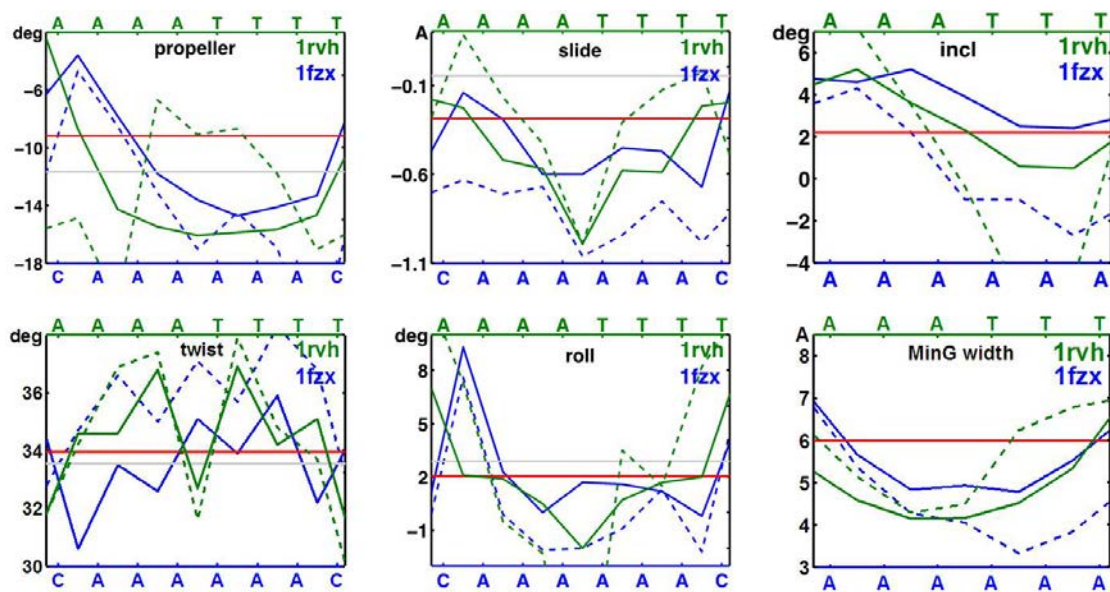 A A A A T T T T
deg
propeller
1rvh
1fzx
−6
−10
−14
−18
C A A A A A A C
A A A A T T T T
A
slide
1rvh
1fzx
−0.1
−0.6
−1.1
C A A A A A A C
A A A T T T
deg
incl
1rvh
1fzx
6
4
2
0
−2
−4
A A A A A A
A A A A T T T T
deg
twist
1rvh
1fzx
36
34
32
30
C A A A A A A C
A A A A T T T T
deg
roll
1rvh
1fzx
8
5
2
−1
C A A A A A A C
A A A T T T
A
MinG width
1rvh
1fzx
8
7
6
5
4
3
A A A A A A